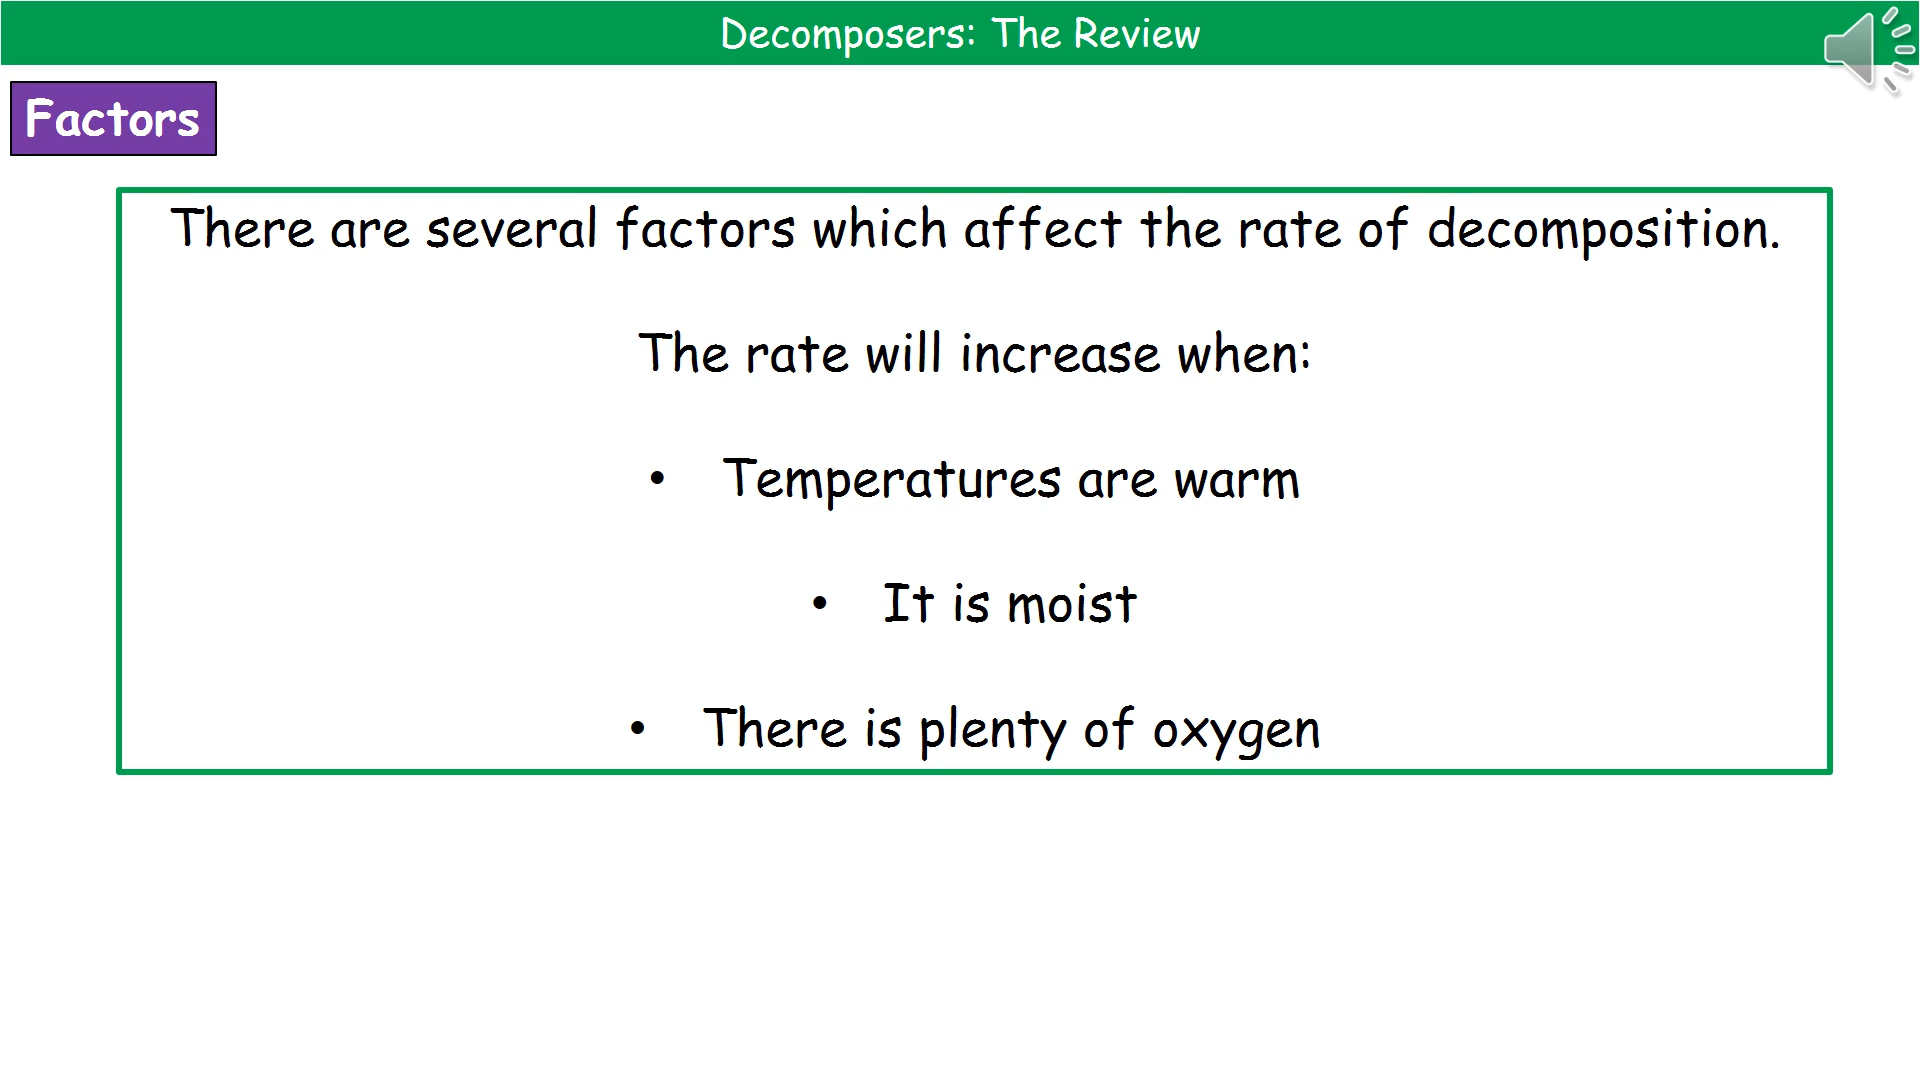 Decomposers: The Review
Factors
There are several factors which affect the rate of decomposition.
The rate will increase when:
• Temperatures are warm
• It is moist
• There is plenty of oxygen